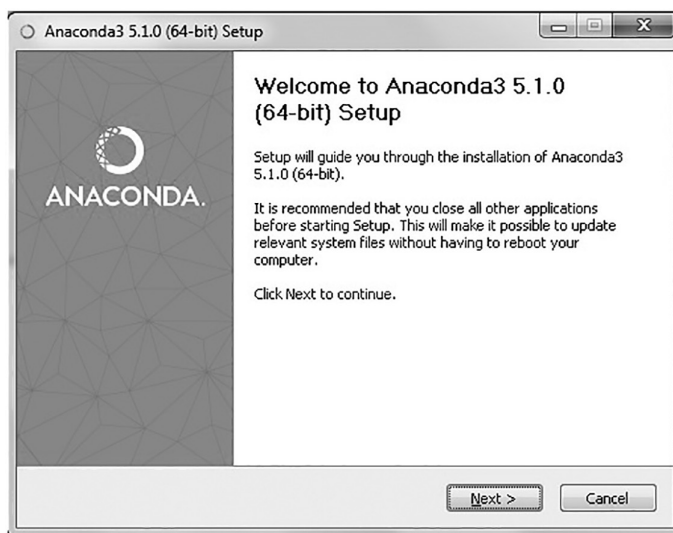 Anaconda3 5.1.0 (64-bit) Setup
Welcome to Anaconda3 5.1.0
(64-bit) Setup
Setup will guide you through the installation of Anaconda3
5.1.0 (64-bit).
It is recommended that you close all other applications
before starting Setup. This will make it possible to update
relevant system files without having to reboot your
computer.
Click Next to continue.
ANACONDA.
Next >
Cancel